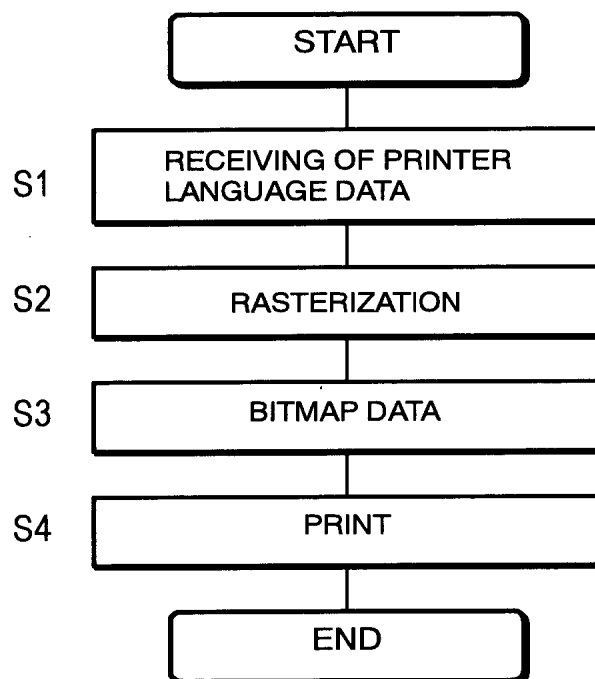 START
S1
RECEIVING OF PRINTER
LANGUAGE DATA
S2
RASTERIZATION
S3
BITMAP DATA
S4
PRINT
END